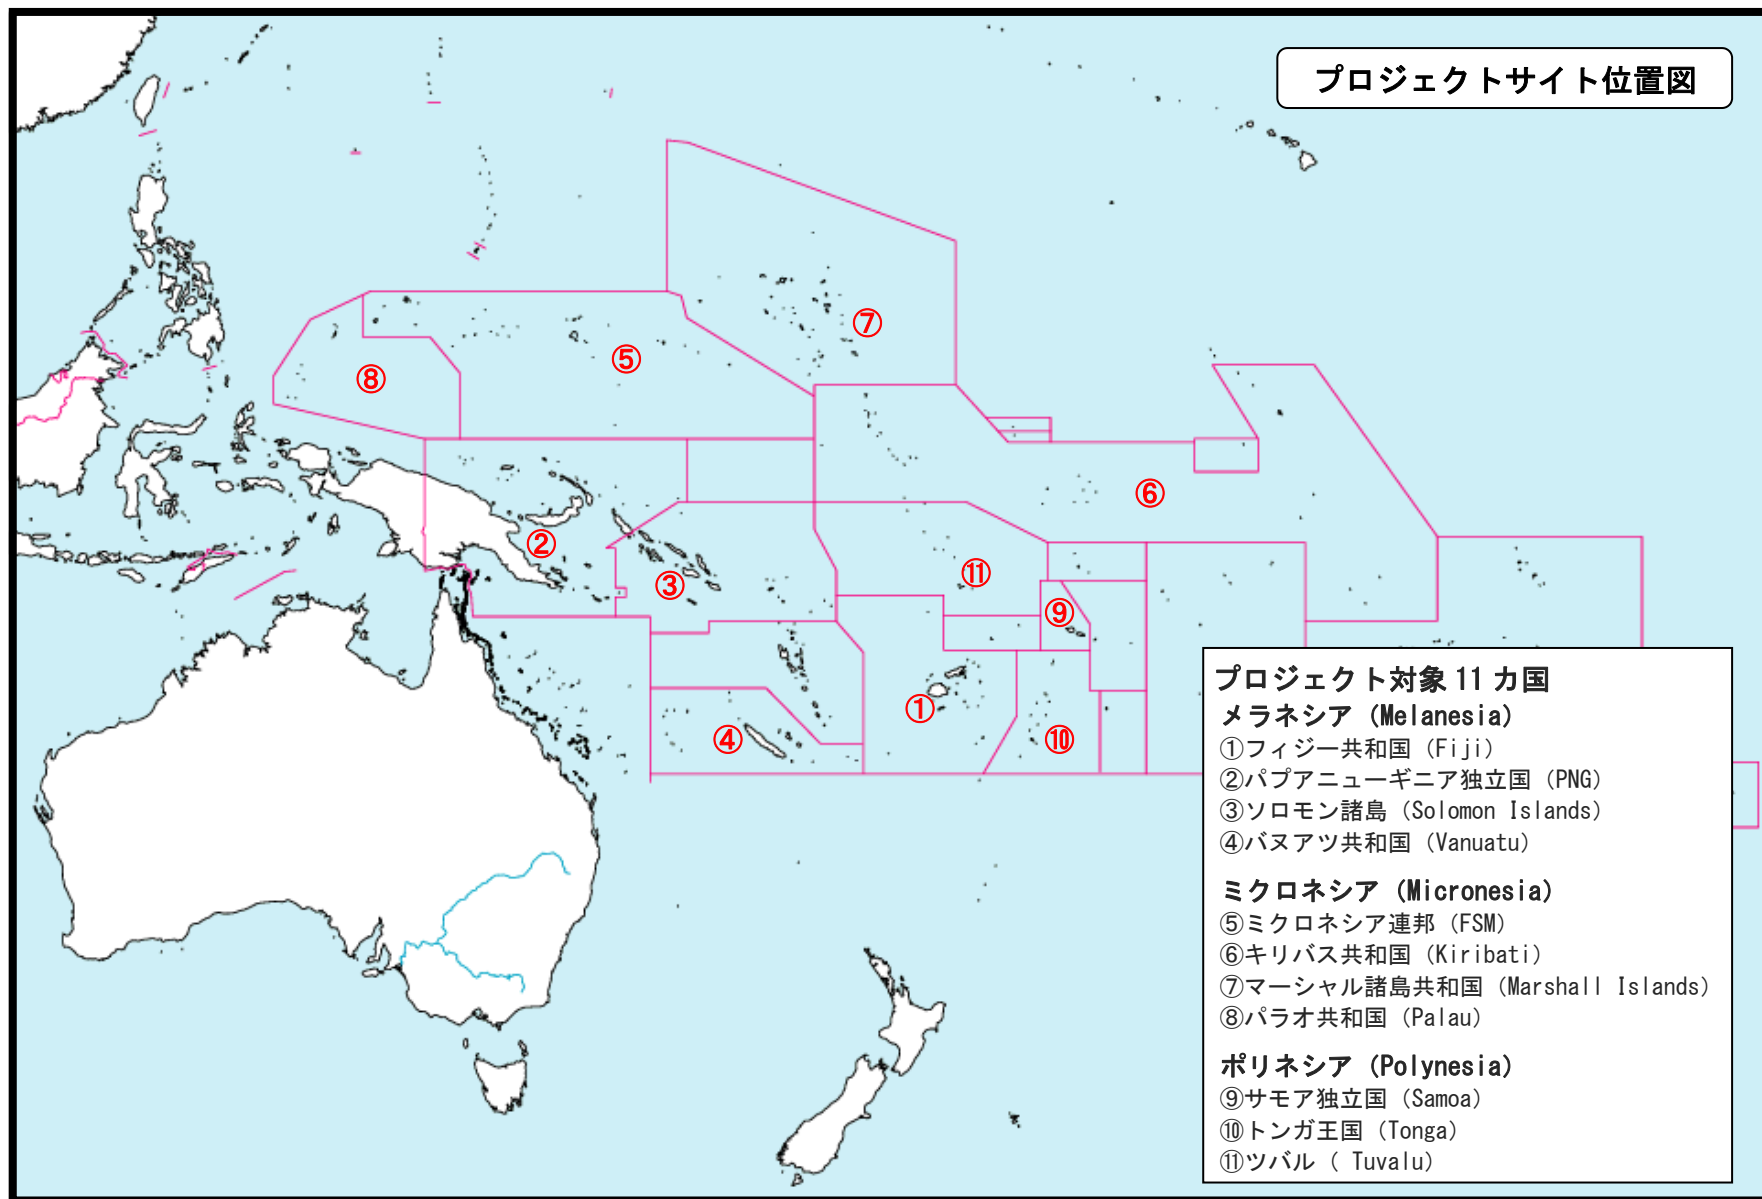 プロジェクトサイト位置図
⑦
⑤
⑧
⑥
②
⑪
③
⑨
①
④
⑩
プロジェクト対象 11 カ国
メラネシア (Melanesia)
①フィジー共和国 (Fiji)
②パプアニューギニア独立国 (PNG)
③ソロモン諸島 (Solomon Islands)
④バヌアツ共和国 (Vanuatu)
ミクロネシア (Micronesia)
⑤ミクロネシア連邦 (FSM)
⑥キリバス共和国 (Kiribati)
⑦マーシャル諸島共和国 (Marshall Islands)
⑧パラオ共和国 (Palau)
ポリネシア (Polynesia)
⑨サモア独立国 (Samoa)
⑩トンガ王国 (Tonga)
⑪ツバル ( Tuvalu)